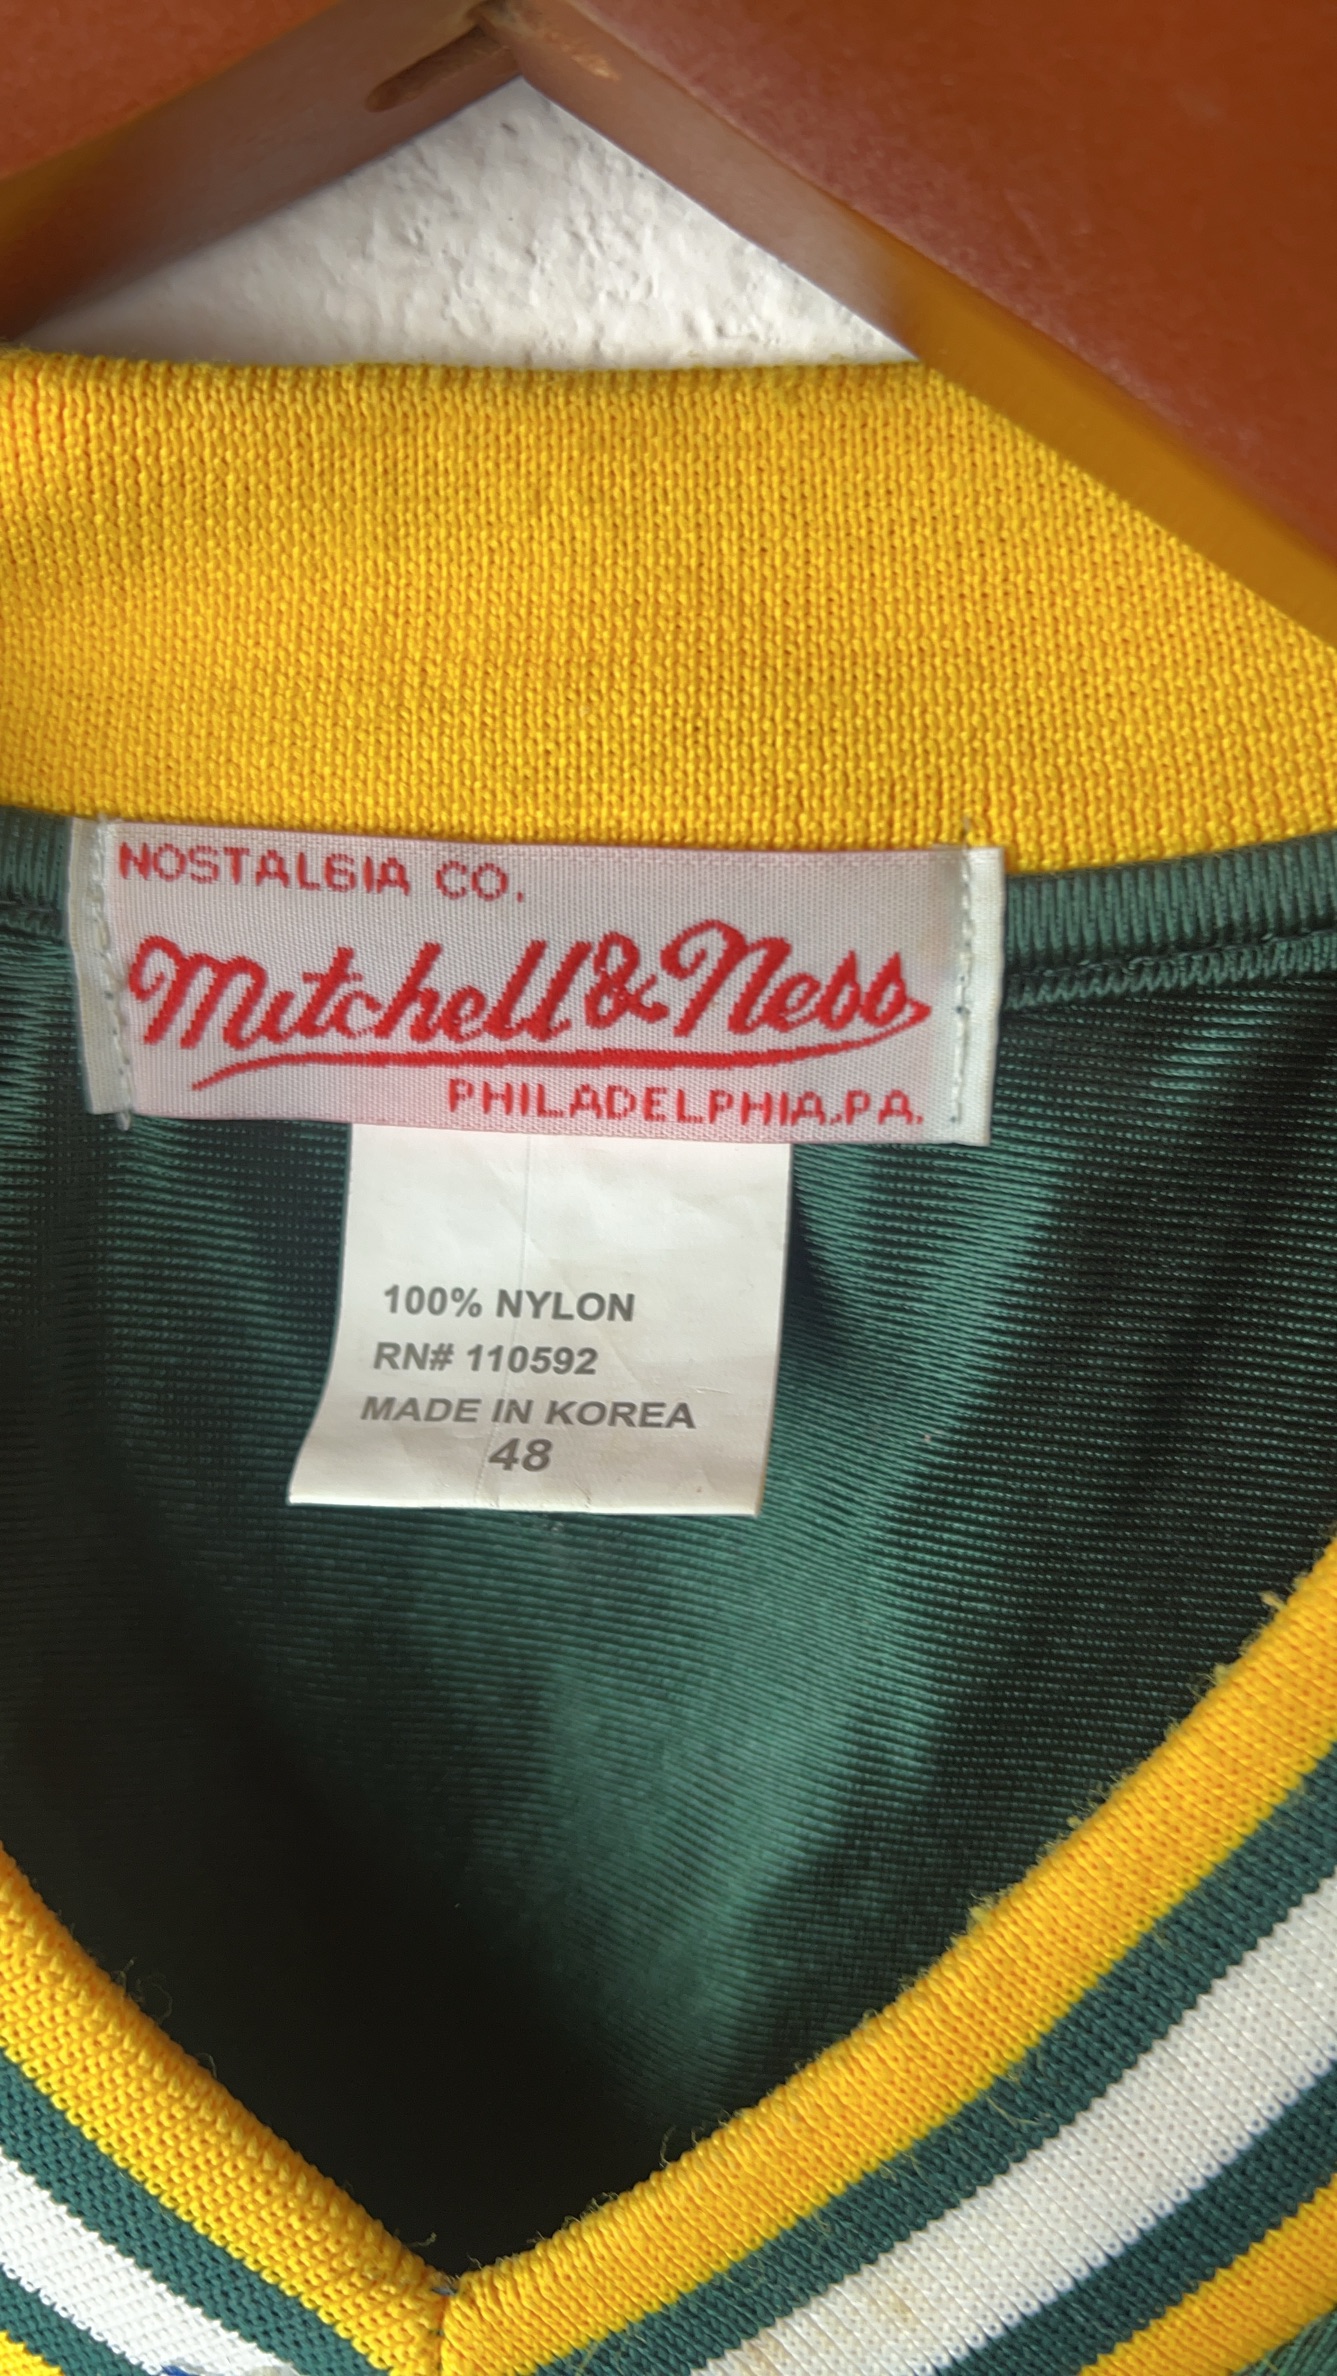 NOSTALGIA CO.
Mitchell & Ness
PHILADELPHIA, PA.
100% NYLON
RN# 110592
MADE IN KOREA
48